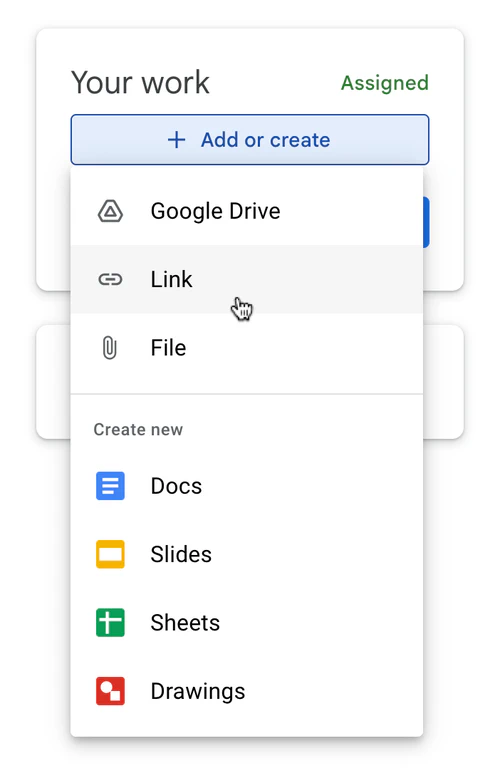 Your work
Assigned
+ Add or create
Google Drive
Link
File
Create new
Docs
Slides
Sheets
Drawings